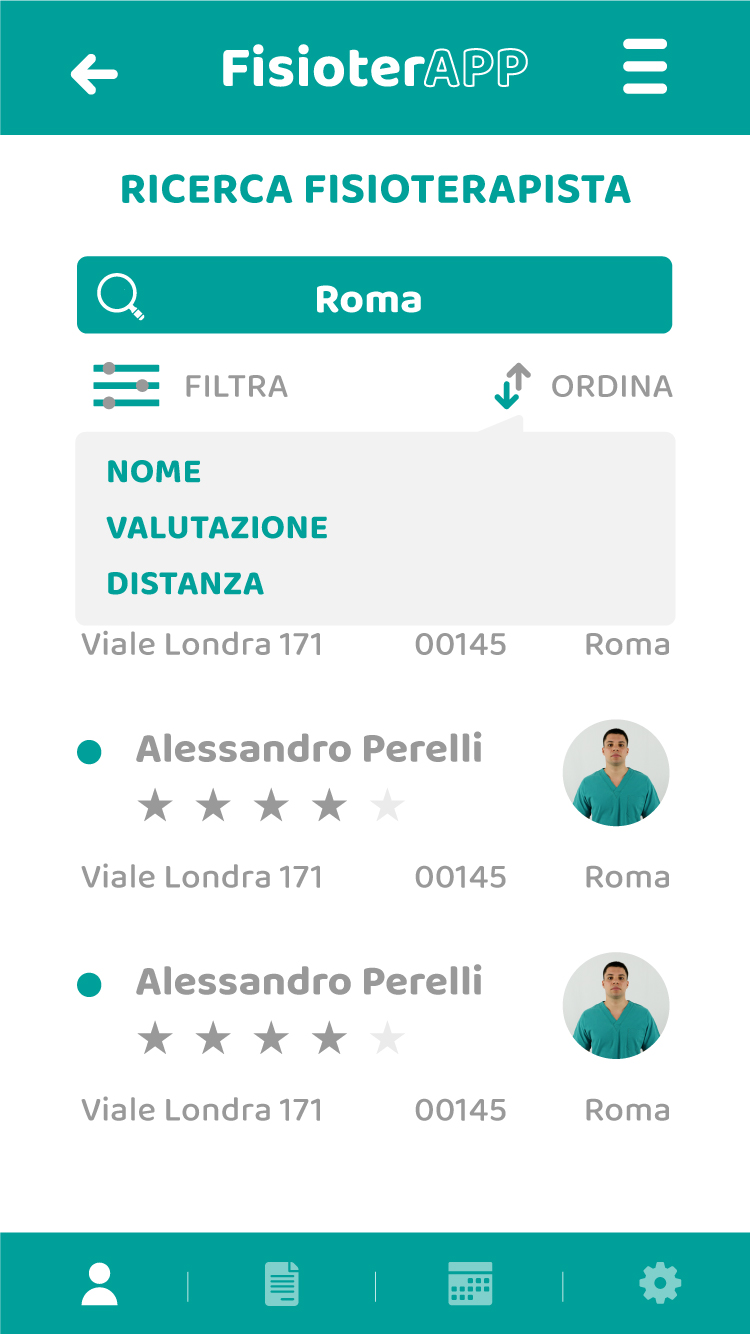 FisioterAPP
RICERCA FISIOTERAPISTA
Roma
FILTRA ORDINA
NOME
VALUTAZIONE
DISTANZA
Viale Londra 171 00145 Roma
Alessandro Perelli
Viale Londra 171 00145 Roma
Alessandro Perelli
Viale Londra 171 00145 Roma